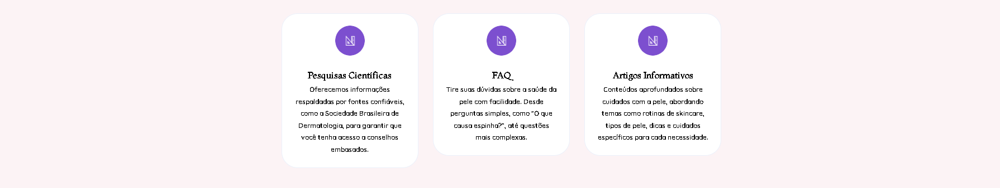 Pesquisas Científicas
Oferecemos informações
respaldadas por fontes confiáveis,
como a Sociedade Brasileira de
Dermatologia, para garantir que
você tenha acesso a conselhos
embasados.
FAQ
Tire suas dúvidas sobre a saúde da
pele com facilidade. Desde
perguntas simples, como "O que
causa espinha?", até questões
mais complexas.
Artigos Informativos
Conteúdos aprofundados sobre
cuidados com a pele, abordando
temas como rotinas de skincare,
tipos de pele, dicas e cuidados
específicos para cada necessidade.